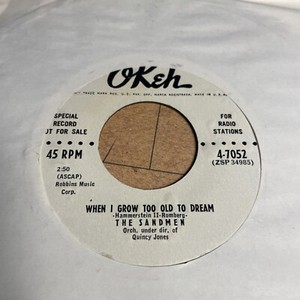 OKeh
SPECIAL
RECORD
NOT FOR SALE
FOR
RADIO
STATIONS
45 RPM
4-7052
(ZSP 34985)
2:50
(ASCAP)
Robbins Music
Corp.
WHEN I GROW TOO OLD TO DREAM
-Hammerstein II-Romberg-
THE SANDMEN
Orch. under dir. of
Quincy Jones